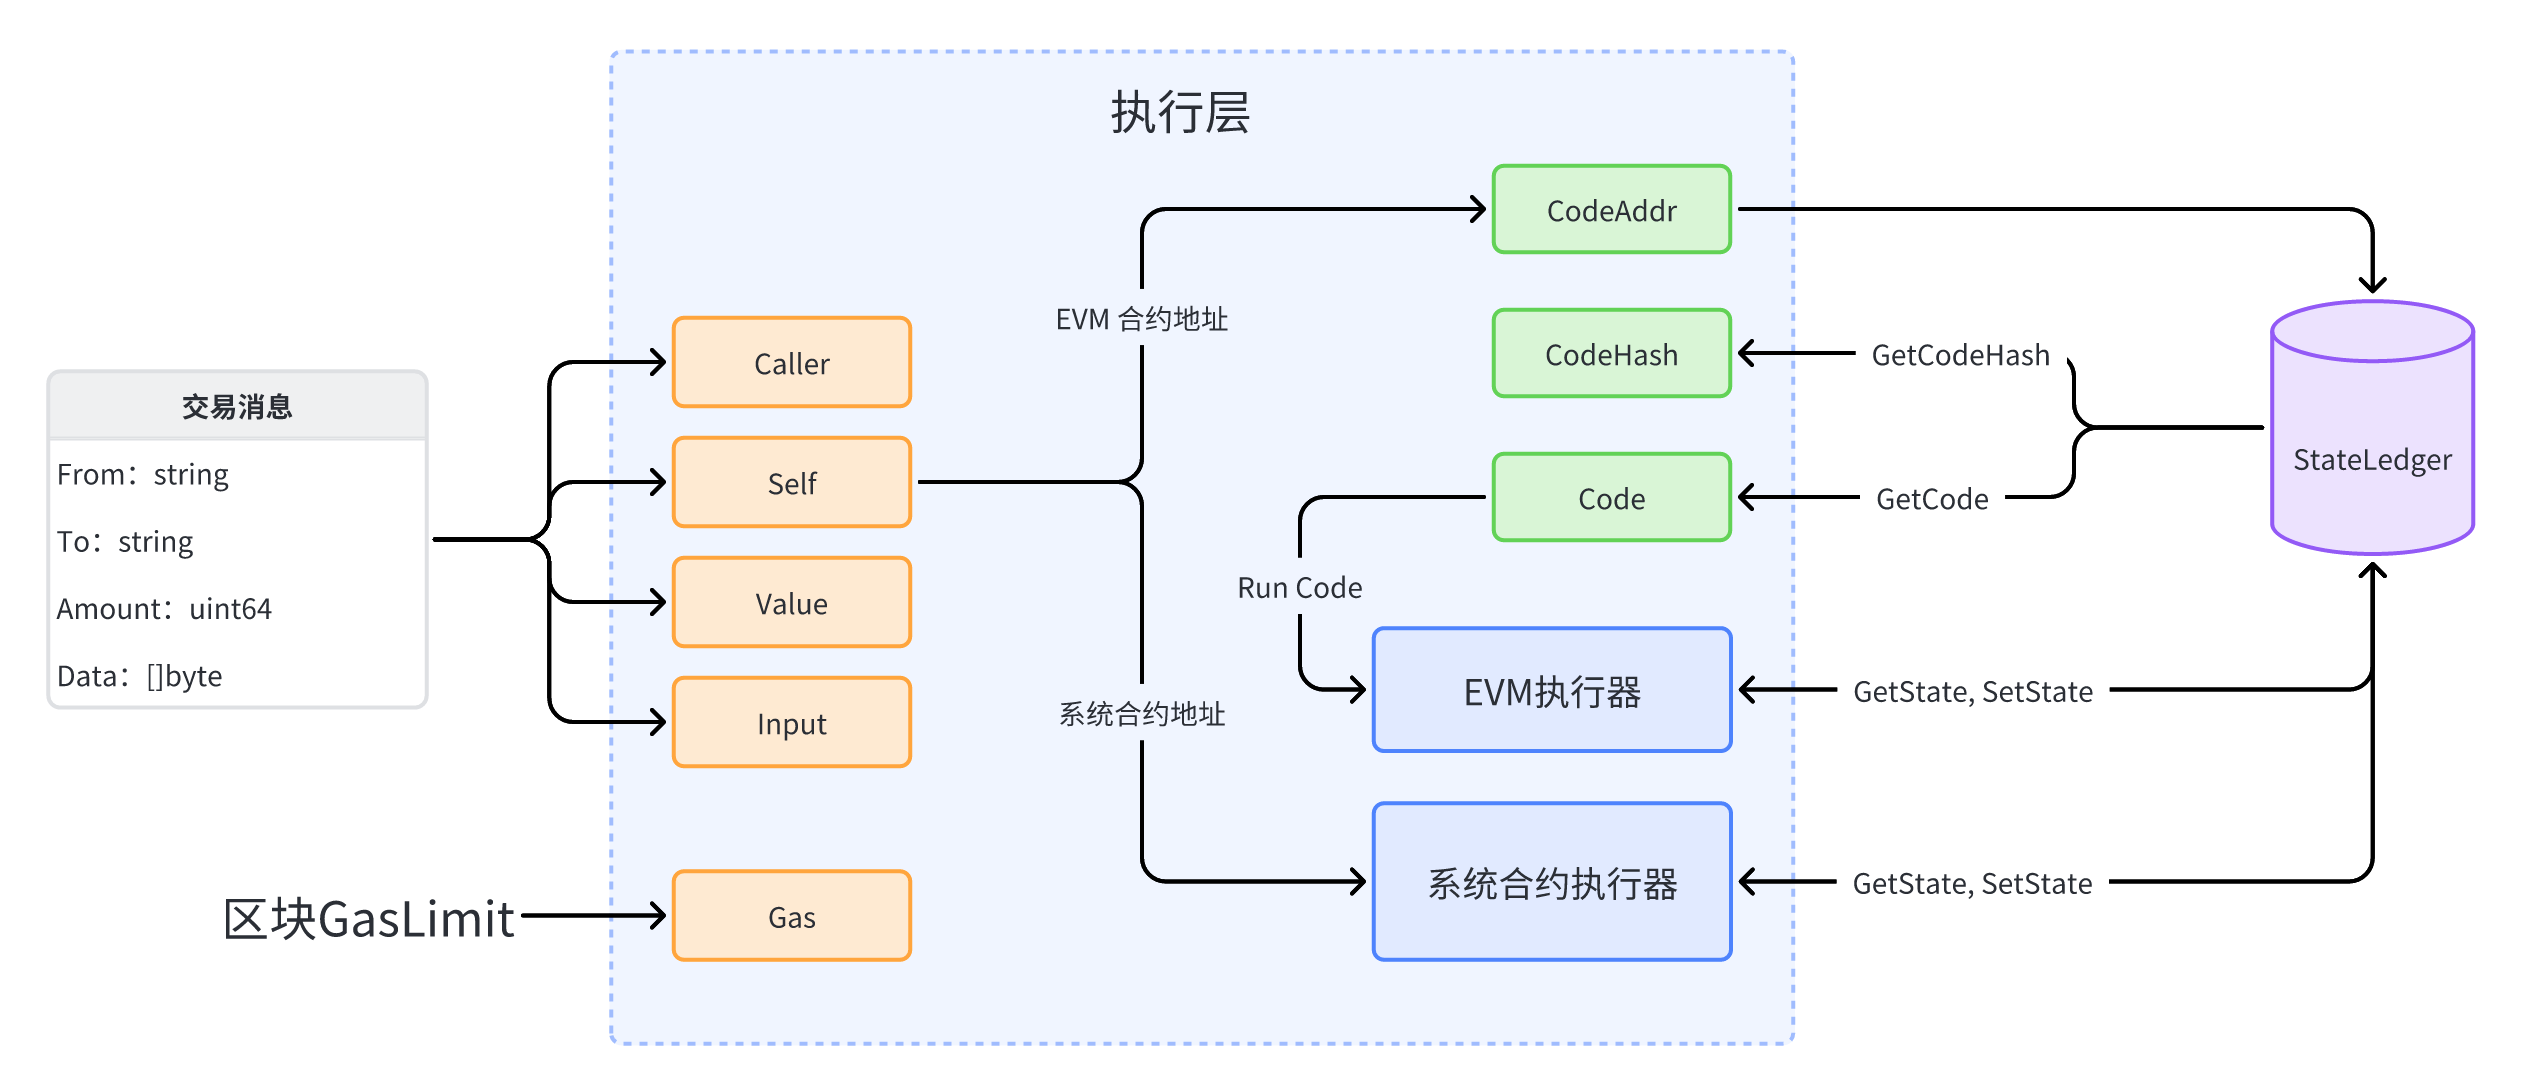 执行层
交易消息
From：string
To：string
Amount：uint64
Data：[]byte
区块GasLimit
Caller
Self
Value
Input
Gas
EVM 合约地址
系统合约地址
CodeAddr
CodeHash
Code
Run Code
EVM执行器
系统合约执行器
GetCodeHash
GetCode
GetState, SetState
GetState, SetState
StateLedger